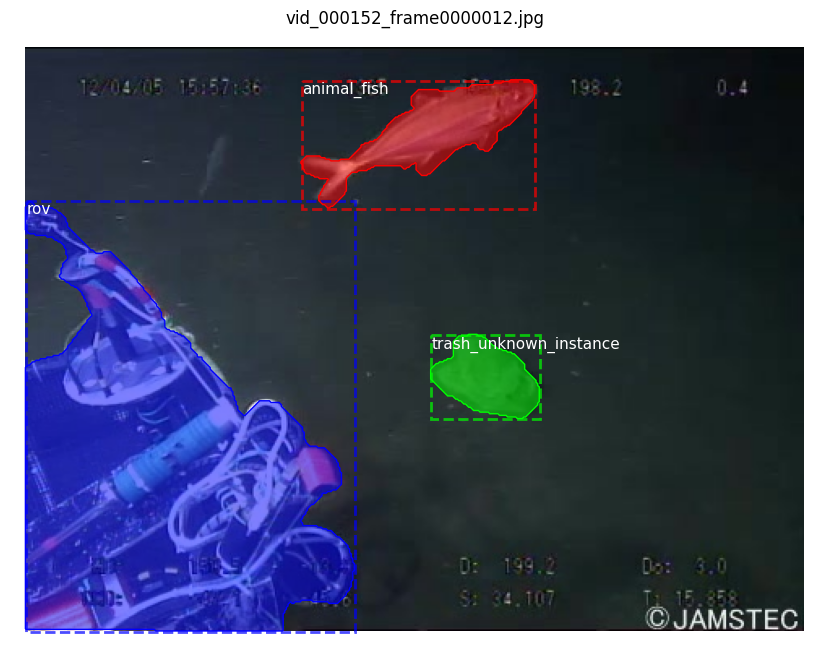 vid_000152_frame0000012.jpg
12/04/05 15:57:36 198.2 0.4
animal_fish
rov
trash_unknown_instance
D: 199.2 Do: 3.0
S: 34.107 T: 15.858
©JAMSTEC